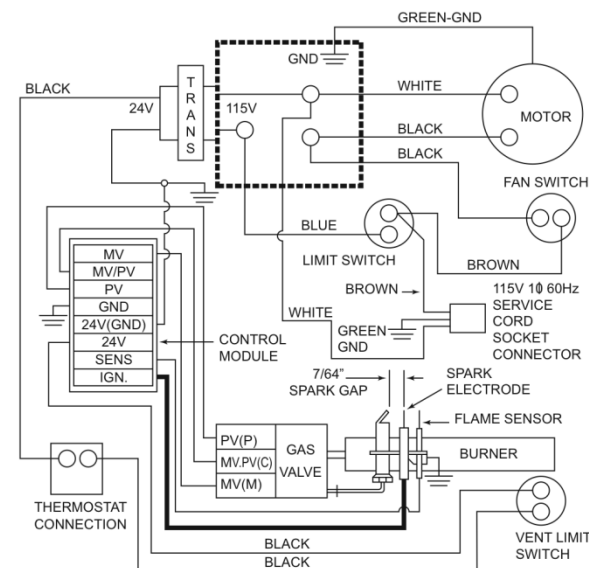 GREEN-GND
GND
BLACK
TRANS
24V
115V
WHITE
MOTOR
BLACK
BLACK
FAN SWITCH
BLUE
LIMIT SWITCH
BROWN
BROWN
115V 1ϕ 60Hz
SERVICE
CORD
SOCKET
CONNECTOR
WHITE
GREEN
GND
MV
MV/PV
PV
GND
24V(GND)
24V
SENS
IGN.
CONTROL
MODULE
7/64"
SPARK GAP
SPARK
ELECTRODE
FLAME SENSOR
PV(P)
MV.PV(C)
MV(M)
GAS
VALVE
BURNER
THERMOSTAT
CONNECTION
VENT LIMIT
SWITCH
BLACK
BLACK